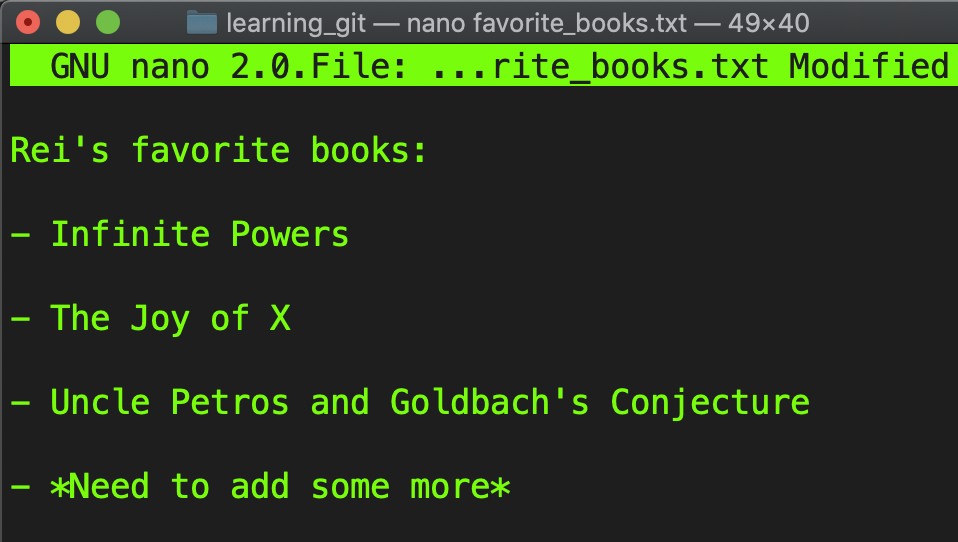 learning_git — nano favorite_books.txt — 49×40
GNU nano 2.0.File: ...rite_books.txt Modified
Rei's favorite books:
- Infinite Powers
- The Joy of X
- Uncle Petros and Goldbach's Conjecture
- *Need to add some more*